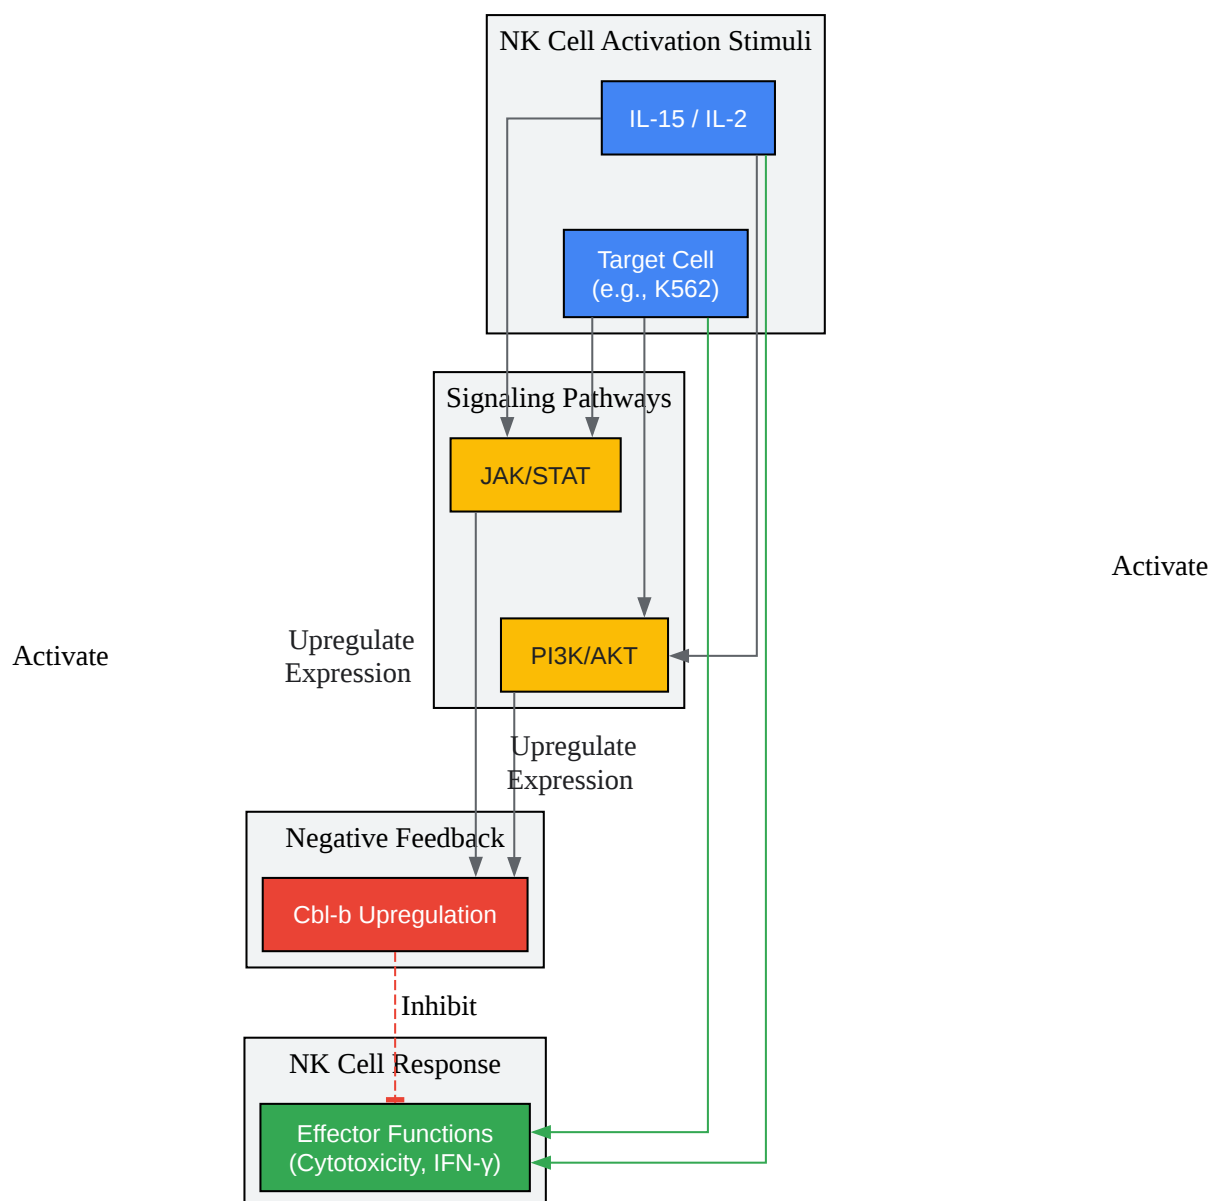 NK Cell Activation Stimuli
IL-15 / IL-2
Target Cell
(e.g., K562)
Signaling Pathways
JAK/STAT
Activate
Upregulate
Expression
PI3K/AKT
Activate
Upregulate
Expression
Negative Feedback
Cbl-b Upregulation
Inhibit
NK Cell Response
Effector Functions
(Cytotoxicity, IFN-γ)